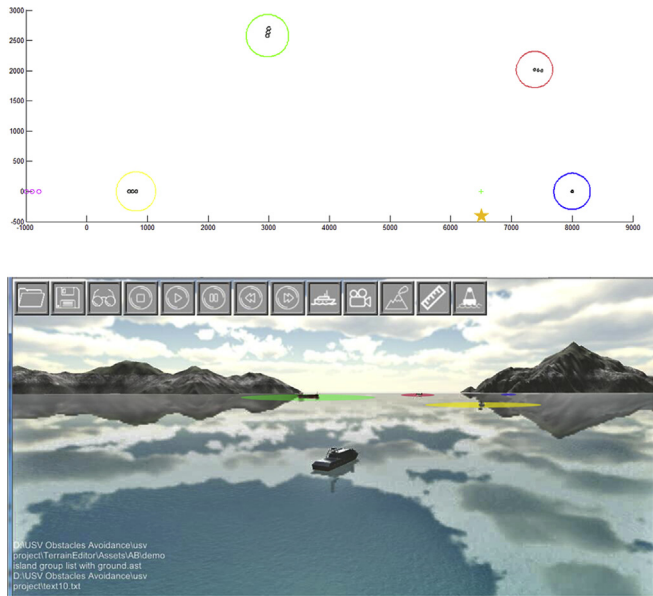 3000
2500
2000
1500
1000
500
0
-500
-1000 0 1000 2000 3000 4000 5000 6000 7000 8000 9000
D:\USV Obstacles Avoidance\usv
project\TerrainEditor\Assets\AB\demo
island group list with ground.ast
D:\USV Obstacles Avoidance\usv
project\text10.txt